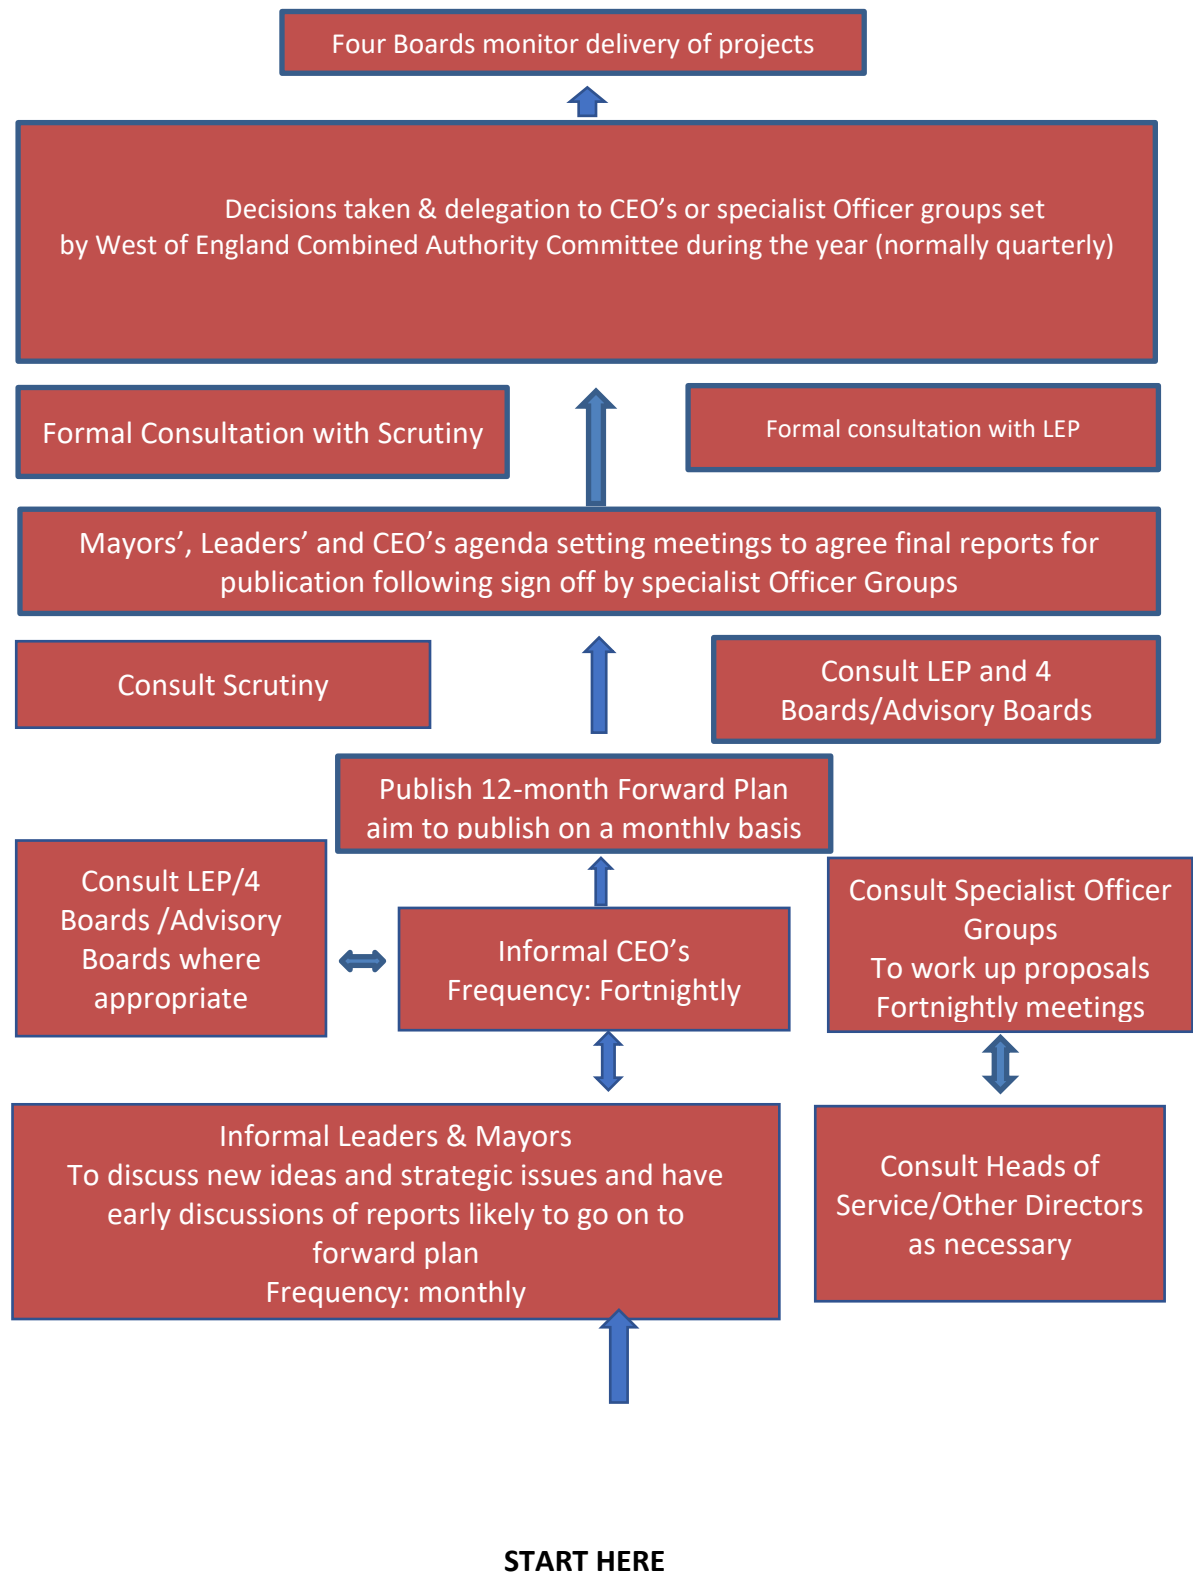 Four Boards monitor delivery of projects
Decisions taken & delegation to CEO’s or specialist Officer groups set
by West of England Combined Authority Committee during the year (normally quarterly)
Formal Consultation with Scrutiny
Formal consultation with LEP
Mayors’, Leaders’ and CEO’s agenda setting meetings to agree final reports for
publication following sign off by specialist Officer Groups
Consult Scrutiny
Consult LEP and 4
Boards/Advisory Boards
Publish 12-month Forward Plan
aim to publish on a monthly basis
Consult LEP/4
Boards /Advisory
Boards where
appropriate
Informal CEO’s
Frequency: Fortnightly
Consult Specialist Officer
Groups
To work up proposals
Fortnightly meetings
Informal Leaders & Mayors
To discuss new ideas and strategic issues and have
early discussions of reports likely to go on to
forward plan
Frequency: monthly
Consult Heads of
Service/Other Directors
as necessary
START HERE